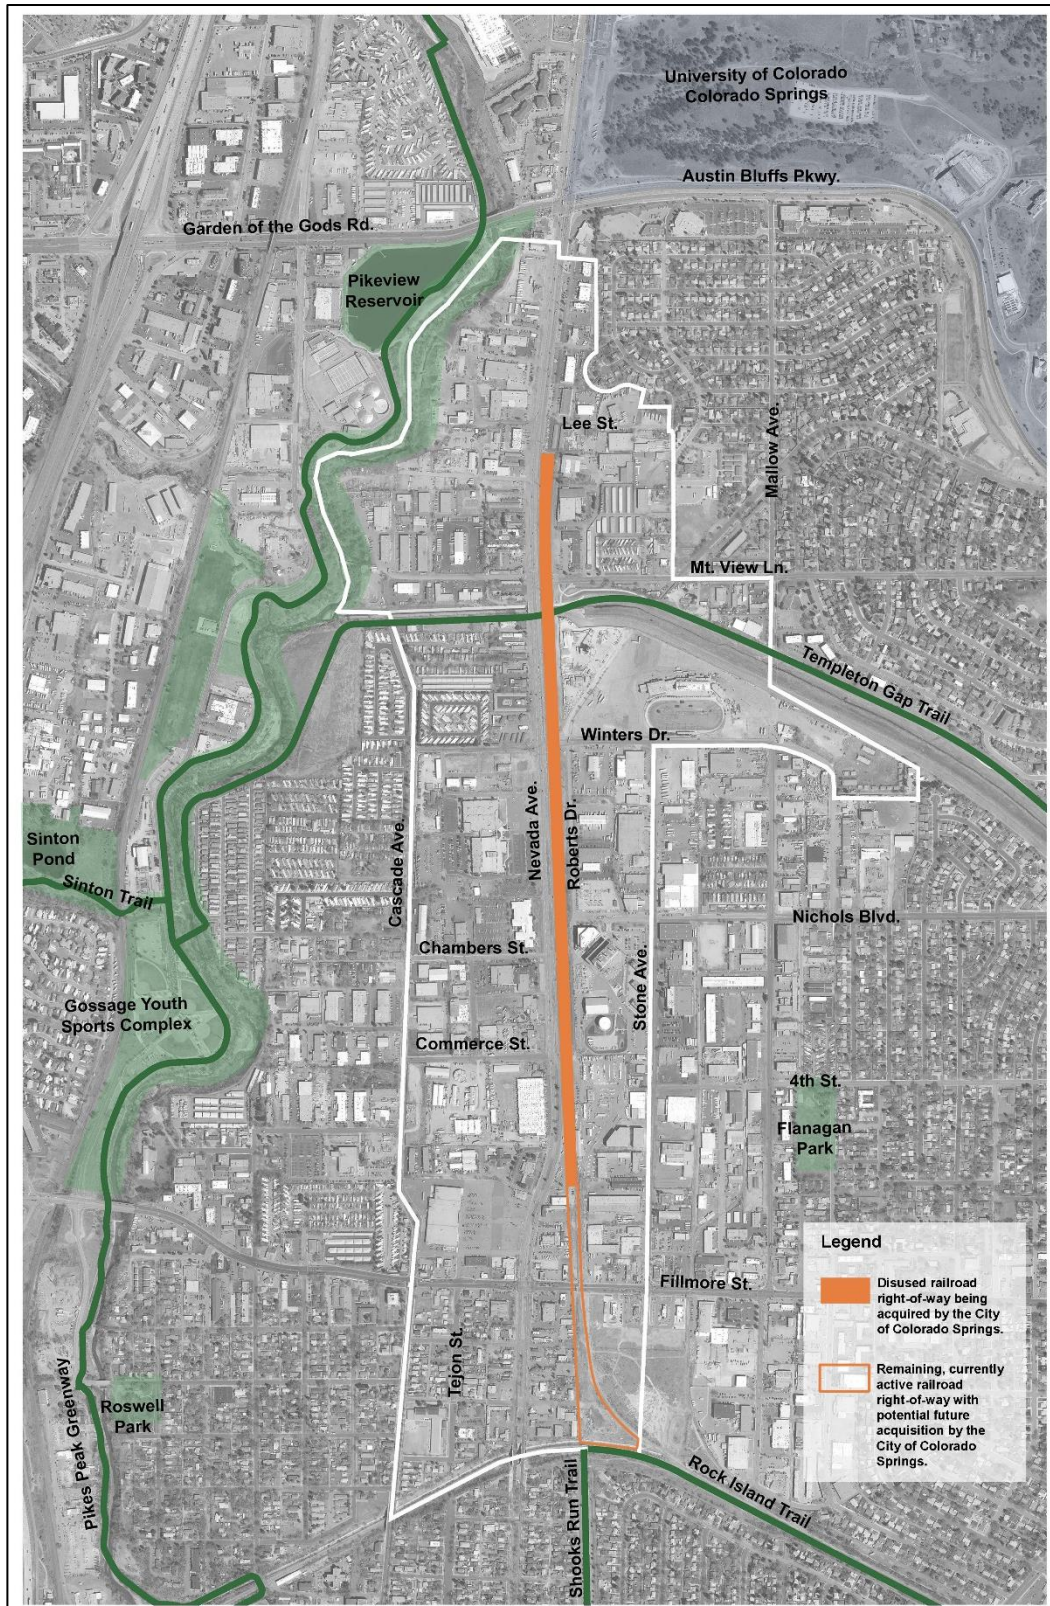 University of Colorado
Colorado Springs
Austin Bluffs Pkwy.
Garden of the Gods Rd.
Pikeview
Reservoir
Lee St.
Mallow Ave.
Mt. View Ln.
Templeton Gap Trail
Winters Dr.
Nevada Ave.
Roberts Dr.
Cascade Ave.
Sinton
Pond
Sinton Trail
Nichols Blvd.
Chambers St.
Stone Ave.
Gossage Youth
Sports Complex
Commerce St.
4th St.
Flanagan
Park
Fillmore St.
Tejon St.
Pikes Peak Greenway
Roswell
Park
Shooks Run Trail
Rock Island Trail
Legend
Disused railroad
right-of-way being
acquired by the City
of Colorado Springs.
Remaining, currently
active railroad
right-of-way with
potential future
acquisition by the
City of Colorado
Springs.